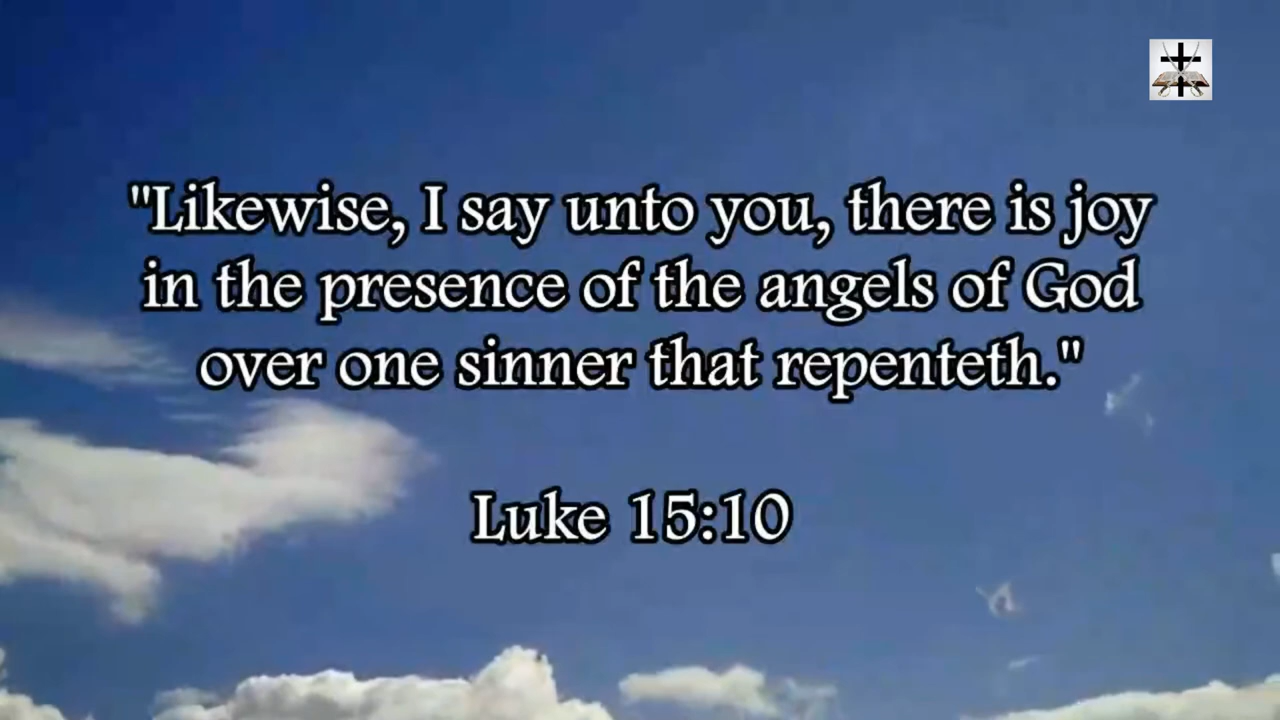 "Likewise, I say unto you, there is joy
in the presence of the angels of God
over one sinner that repenteth."
Luke 15:10